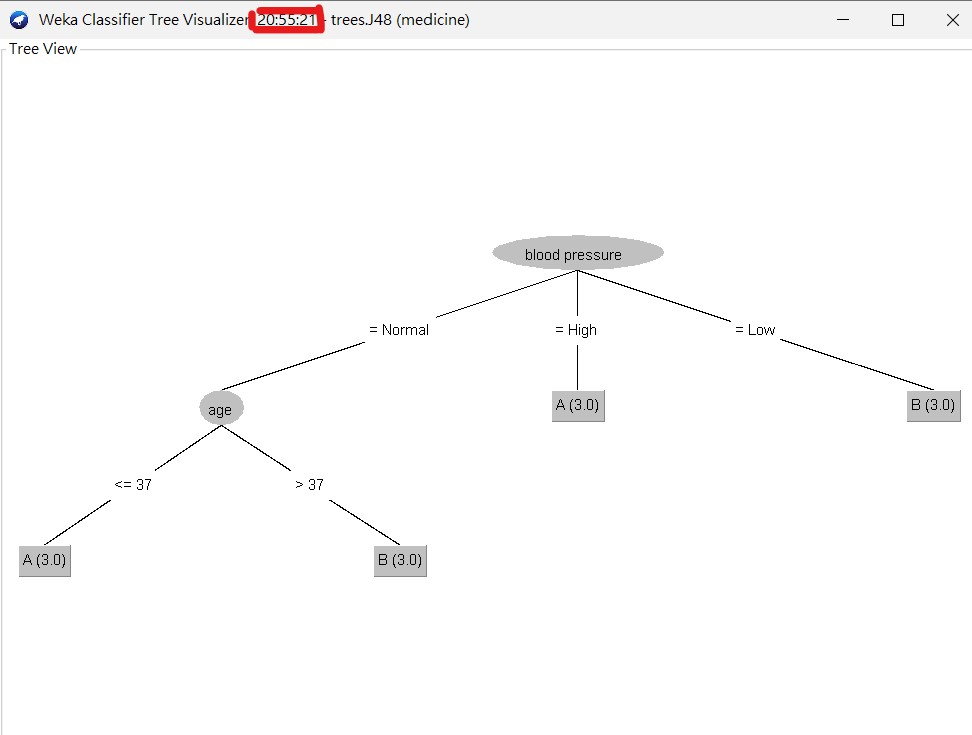 Weka Classifier Tree Visualizer: 20:55:21 - trees.J48 (medicine)
Tree View
blood pressure
= Normal
= High
= Low
age
A (3.0)
B (3.0)
<= 37
> 37
A (3.0)
B (3.0)